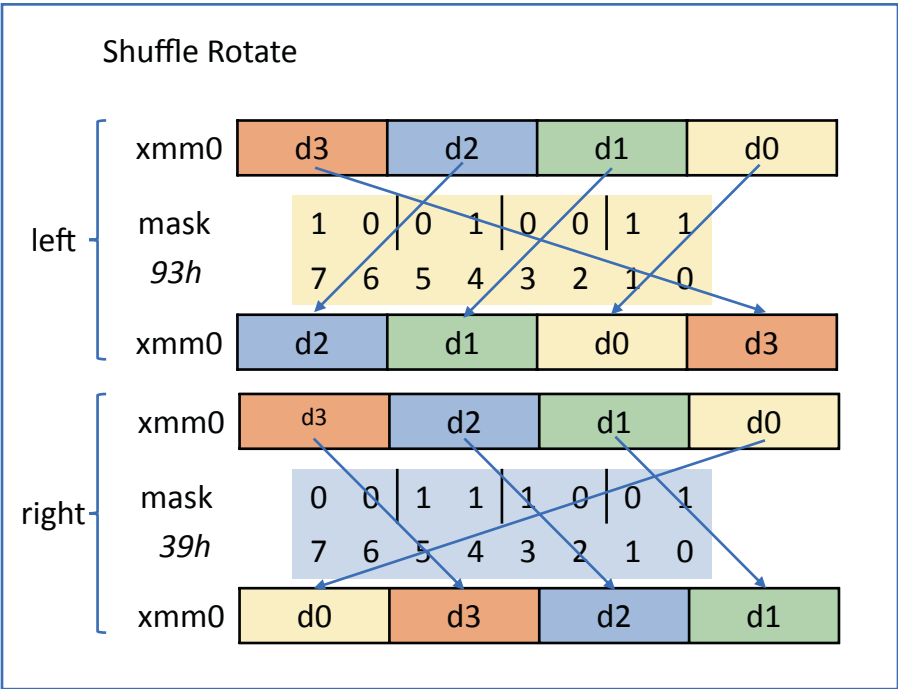 Shuffle Rotate
xmm0 d3 d2 d1 d0
left
mask 1 0 0 1 0 0 1 1
93h 7 6 5 4 3 2 1 0
xmm0 d2 d1 d0 d3
xmm0 d3 d2 d1 d0
right
mask 0 0 1 1 1 0 0 1
39h 7 6 5 4 3 2 1 0
xmm0 d0 d3 d2 d1